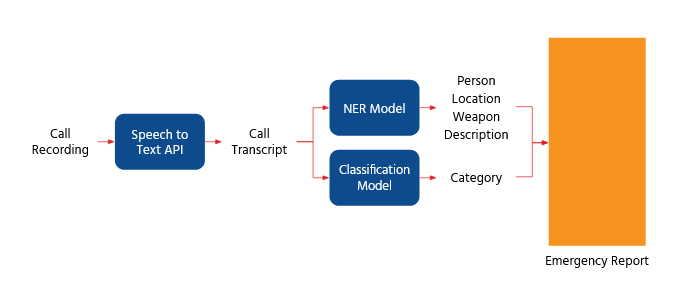 Call
Recording
Speech to
Text API
Call
Transcript
NER Model
Classification
Model
Person
Location
Weapon
Description
Category
Emergency Report